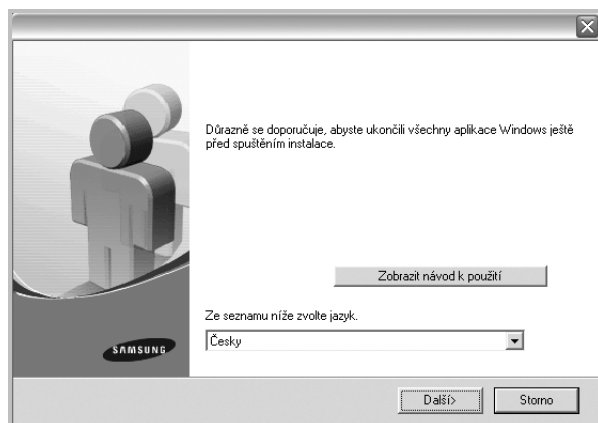 Důrazně se doporučuje, abyste ukončili všechny aplikace Windows ještě
před spuštěním instalace.
Zobrazit návod k použití
Ze seznamu níže zvolte jazyk.
Česky
SAMSUNG
Další>
Storno